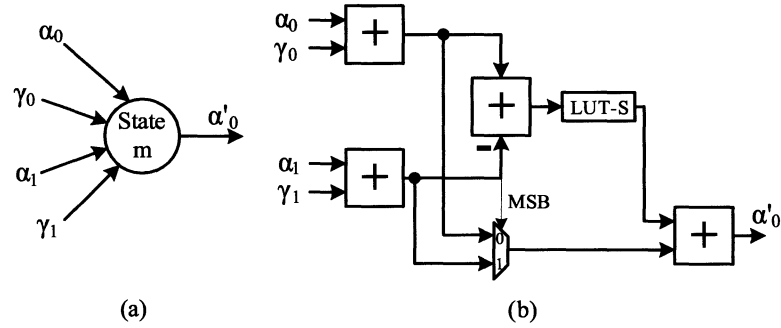 α₀
γ₀
α₁
γ₁
State
m
α'₀
(a)
α₀
γ₀
+
α₁
γ₁
+
+
-
LUT-S
MSB
0
1
+
α'₀
(b)